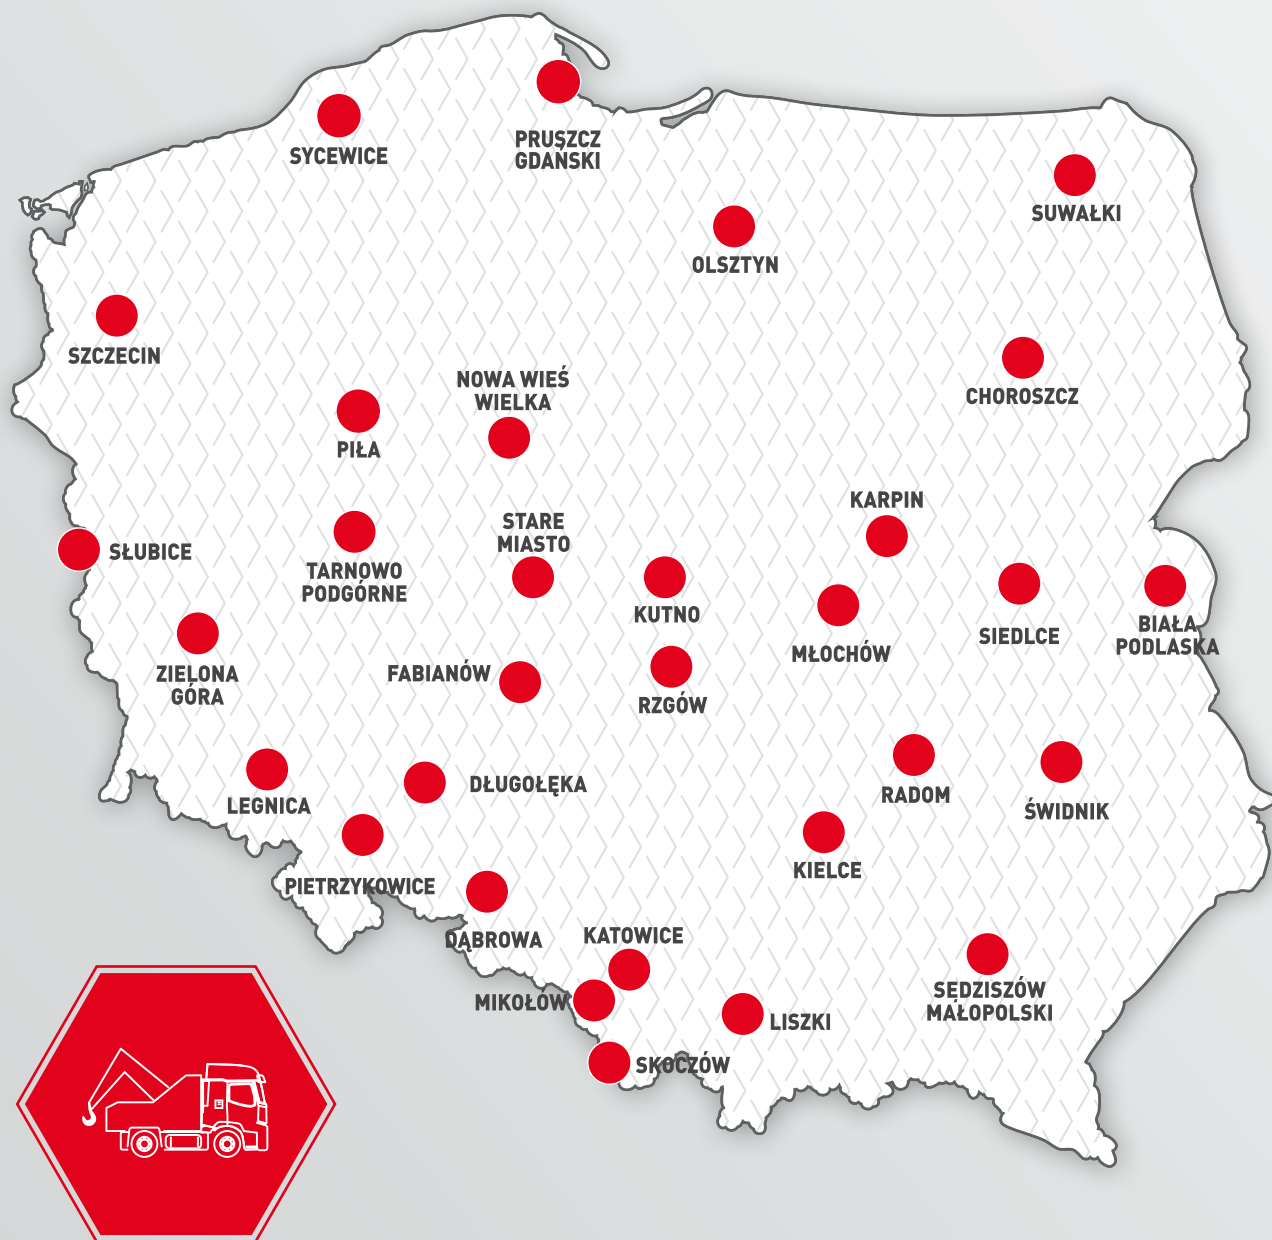 SYCEWICE
PRUSZCZ
GDAŃSKI
SUWAŁKI
OLSZTYN
SZCZECIN
CHOROSZCZ
NOWA WIEŚ
WIELKA
PIŁA
KARPIN
STARE
MIASTO
SŁUBICE
TARNOWO
PODGÓRNE
KUTNO
SIEDLCE
BIAŁA
PODLASKA
MŁOCHÓW
ZIELONA
GÓRA
FABIANÓW
RZGÓW
DŁUGOŁĘKA
RADOM
LEGNICA
ŚWIDNIK
KIELCE
PIETRZYKOWICE
DĄBROWA
KATOWICE
SĘDZISZÓW
MAŁOPOLSKI
MIKOŁÓW
LISZKI
SKOCZÓW